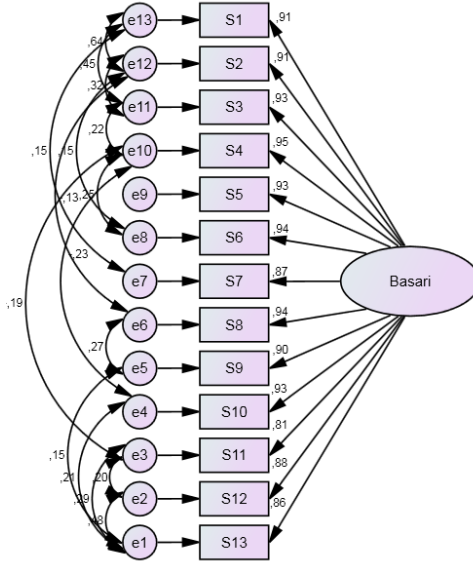 e13 S1 ,91
,64
,45 e12 S2 ,91
,32 e11 S3 ,93
,22
e10 S4 ,95
,15 ,15
e9 S5 ,93
,13 ,25
e8 S6 ,94
,23
e7 S7 ,87 Basari
,19
e6 S8 ,94
,27
e5 S9 ,90
e4 S10 ,93
,81
e3 S11
,15 ,88
,21 ,20
e2 S12
,29 ,86
e1 S13